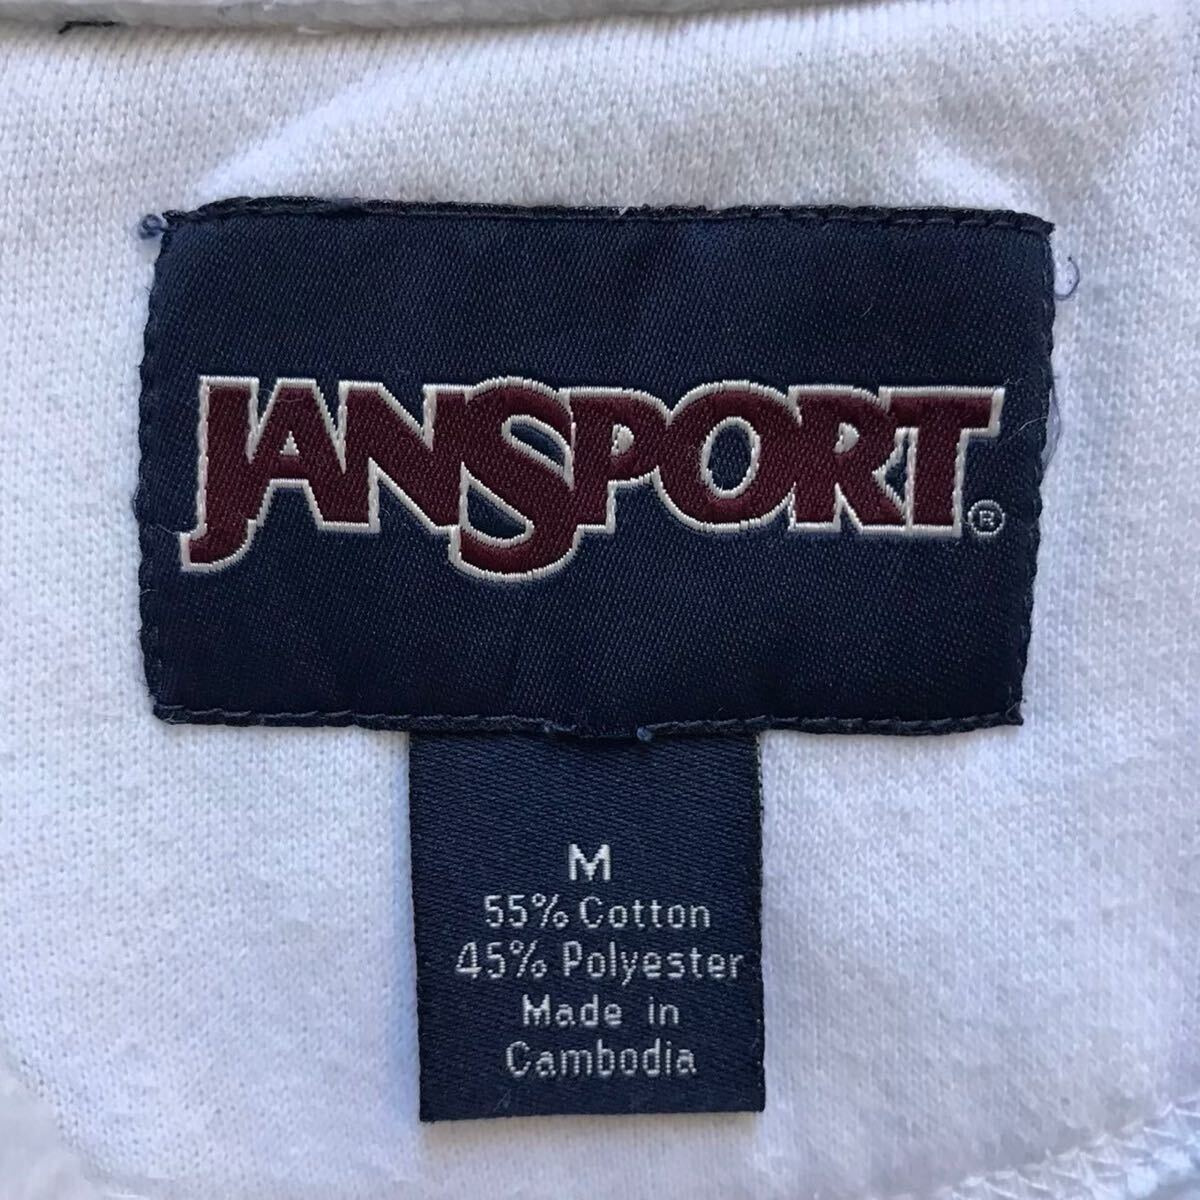 JANSPORT®
M
55% Cotton
45% Polyester
Made in
Cambodia